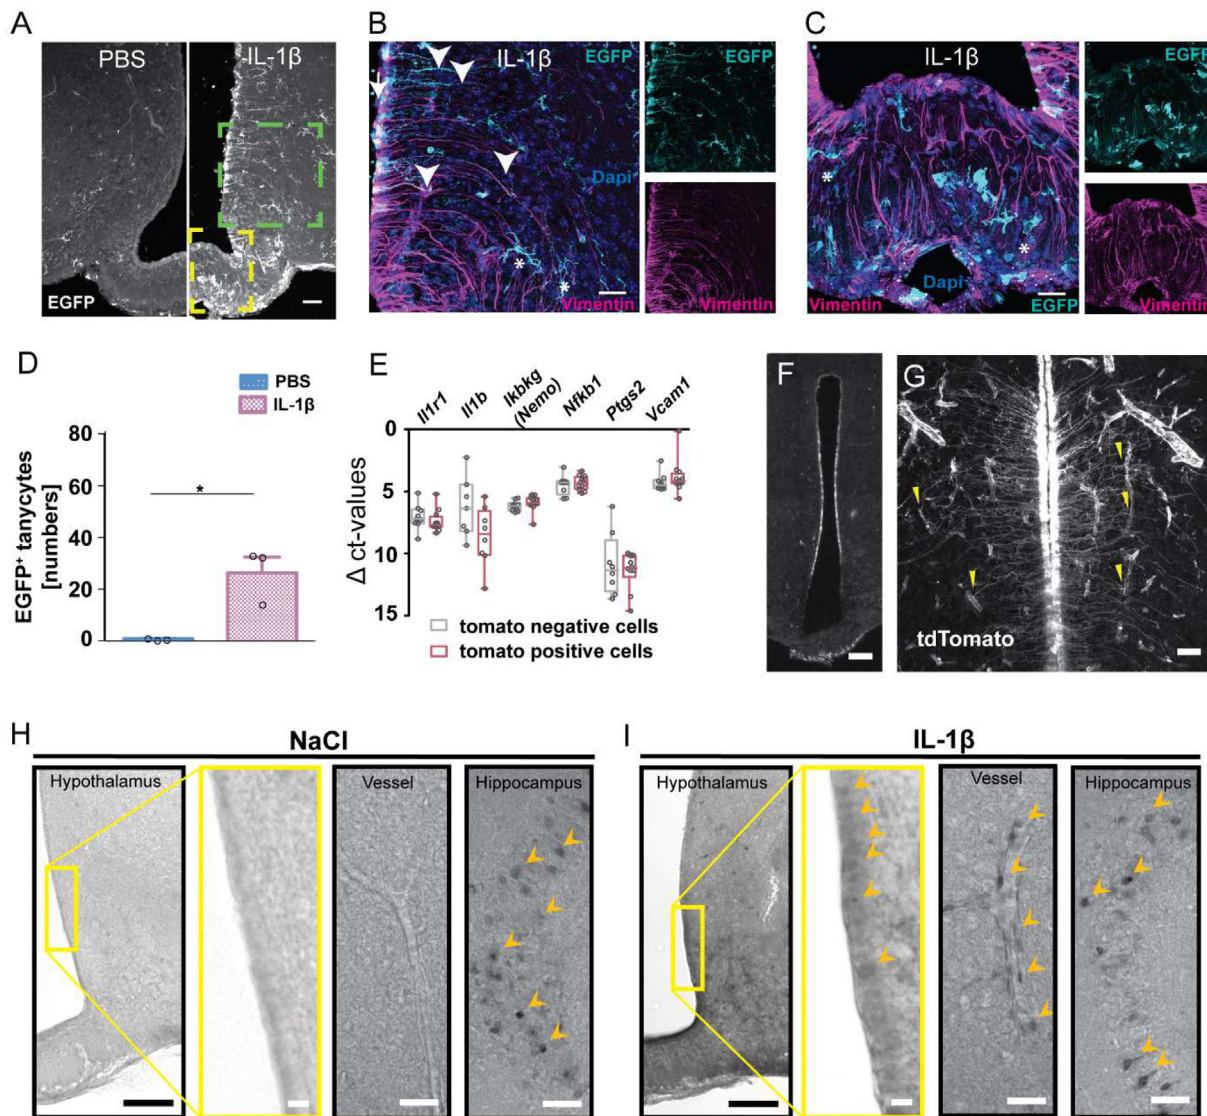 A
PBS
IL-1β
EGFP
B
IL-1β
EGFP
Dapi
Vimentin
EGFP
Vimentin
C
IL-1β
*
*
Vimentin
Dapi
EGFP
EGFP
Vimentin
*
*
D
PBS
IL-1β
EGFP⁺ tanycytes
[numbers]
80
60
40
20
0
*
E
Il1r1
Il1b
Ikbkg
(Nemo)
Nfkb1
Ptgs2
Vcam1
Δ ct-values
0
5
10
15
tomato negative cells
tomato positive cells
F
G
tdTomato
H
NaCl
Hypothalamus
Vessel
Hippocampus
I
IL-1β
Hypothalamus
Vessel
Hippocampus